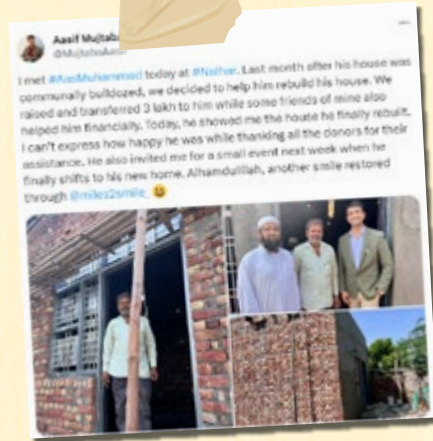 Aasif Mujtaba
I met #AasMuhammad today at #Nalhar. Last month after his house was
communally bulldozed, we decided to help him rebuild his house. We
raised and transferred 3 lakh to him while some friends of mine also
helped him financially. Today, he showed me the house he finally rebuilt.
I can't express how happy he was while thanking all the donors for their
assistance. He also invited me for a small event next week when he
finally shifts to his new home. Alhamdulillah, another smile restored
through @miles2smile_ 😃